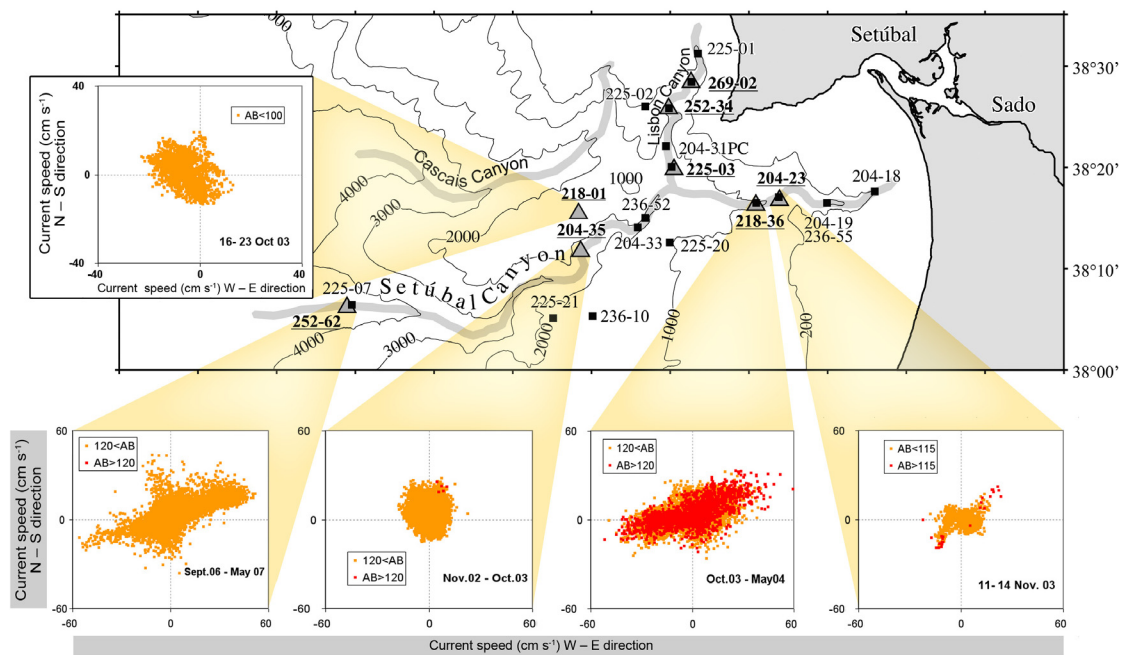 Setúbal
Sado
38°30'
38°20'
38°10'
38°00'
225-01
Lisbon Canyon
269-02
225-02
252-34
204-31PC
225-03
1000
204-23
204-18
Cascais Canyon
4000
3000
2000
218-01
236-52
204-35
204-33
225-20
218-36
204-19
236-55
Setúbal Canyon
225-07
252-62
225-21
236-10
4000
3000
2000
1000
200
40
0
-40
-40
0
40
AB<100
16- 23 Oct 03
Current speed (cm s⁻¹)
N – S direction
Current speed (cm s⁻¹) W – E direction
Current speed (cm s⁻¹)
N – S direction
60
0
-60
-60
0
60
120<AB
AB>120
Sept.06 - May 07
60
0
-60
-60
0
60
120<AB
AB>120
Nov.02 - Oct.03
60
0
-60
-60
0
60
120<AB
AB>120
Oct.03 - May04
60
0
-60
-60
0
60
AB<115
AB>115
11- 14 Nov. 03
Current speed (cm s⁻¹) W – E direction